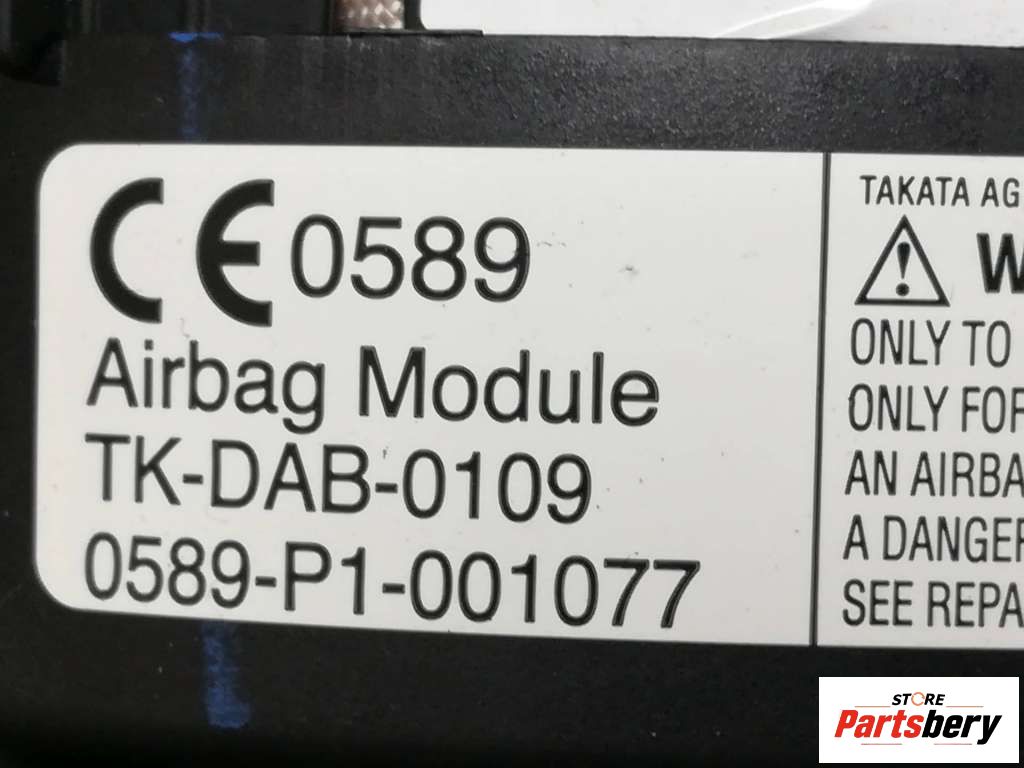 CE 0589
Airbag Module
TK-DAB-0109
0589-P1-001077
TAKATA AG
ONLY TO
ONLY FOR
AN AIRBA
A DANGER
SEE REPA
STORE
Partsbery